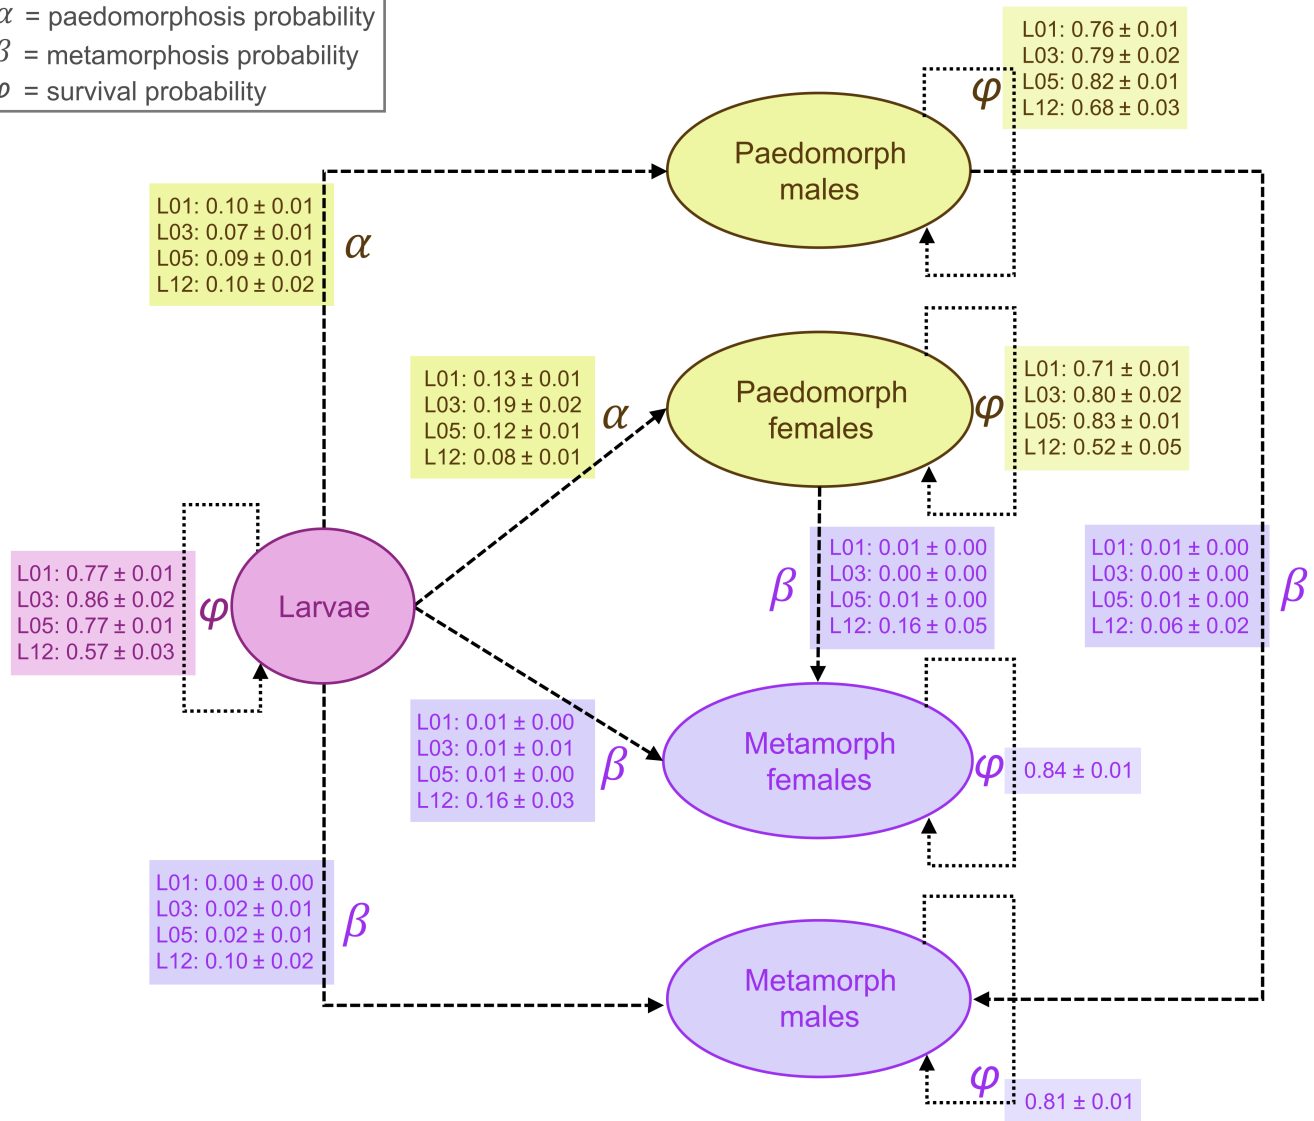 α = paedomorphosis probability
β = metamorphosis probability
φ = survival probability
L01: 0.76 ± 0.01
L03: 0.79 ± 0.02
L05: 0.82 ± 0.01
L12: 0.68 ± 0.03
φ
Paedomorph
males
L01: 0.10 ± 0.01
L03: 0.07 ± 0.01
L05: 0.09 ± 0.01
L12: 0.10 ± 0.02
α
L01: 0.13 ± 0.01
L03: 0.19 ± 0.02
L05: 0.12 ± 0.01
L12: 0.08 ± 0.01
α
Paedomorph
females
φ
L01: 0.71 ± 0.01
L03: 0.80 ± 0.02
L05: 0.83 ± 0.01
L12: 0.52 ± 0.05
L01: 0.77 ± 0.01
L03: 0.86 ± 0.02
L05: 0.77 ± 0.01
L12: 0.57 ± 0.03
φ
Larvae
β
L01: 0.01 ± 0.00
L03: 0.00 ± 0.00
L05: 0.01 ± 0.00
L12: 0.16 ± 0.05
L01: 0.01 ± 0.00
L03: 0.00 ± 0.00
L05: 0.01 ± 0.00
L12: 0.06 ± 0.02
β
L01: 0.01 ± 0.00
L03: 0.01 ± 0.01
L05: 0.01 ± 0.00
L12: 0.16 ± 0.03
β
Metamorph
females
φ
0.84 ± 0.01
L01: 0.00 ± 0.00
L03: 0.02 ± 0.01
L05: 0.02 ± 0.01
L12: 0.10 ± 0.02
β
Metamorph
males
φ
0.81 ± 0.01